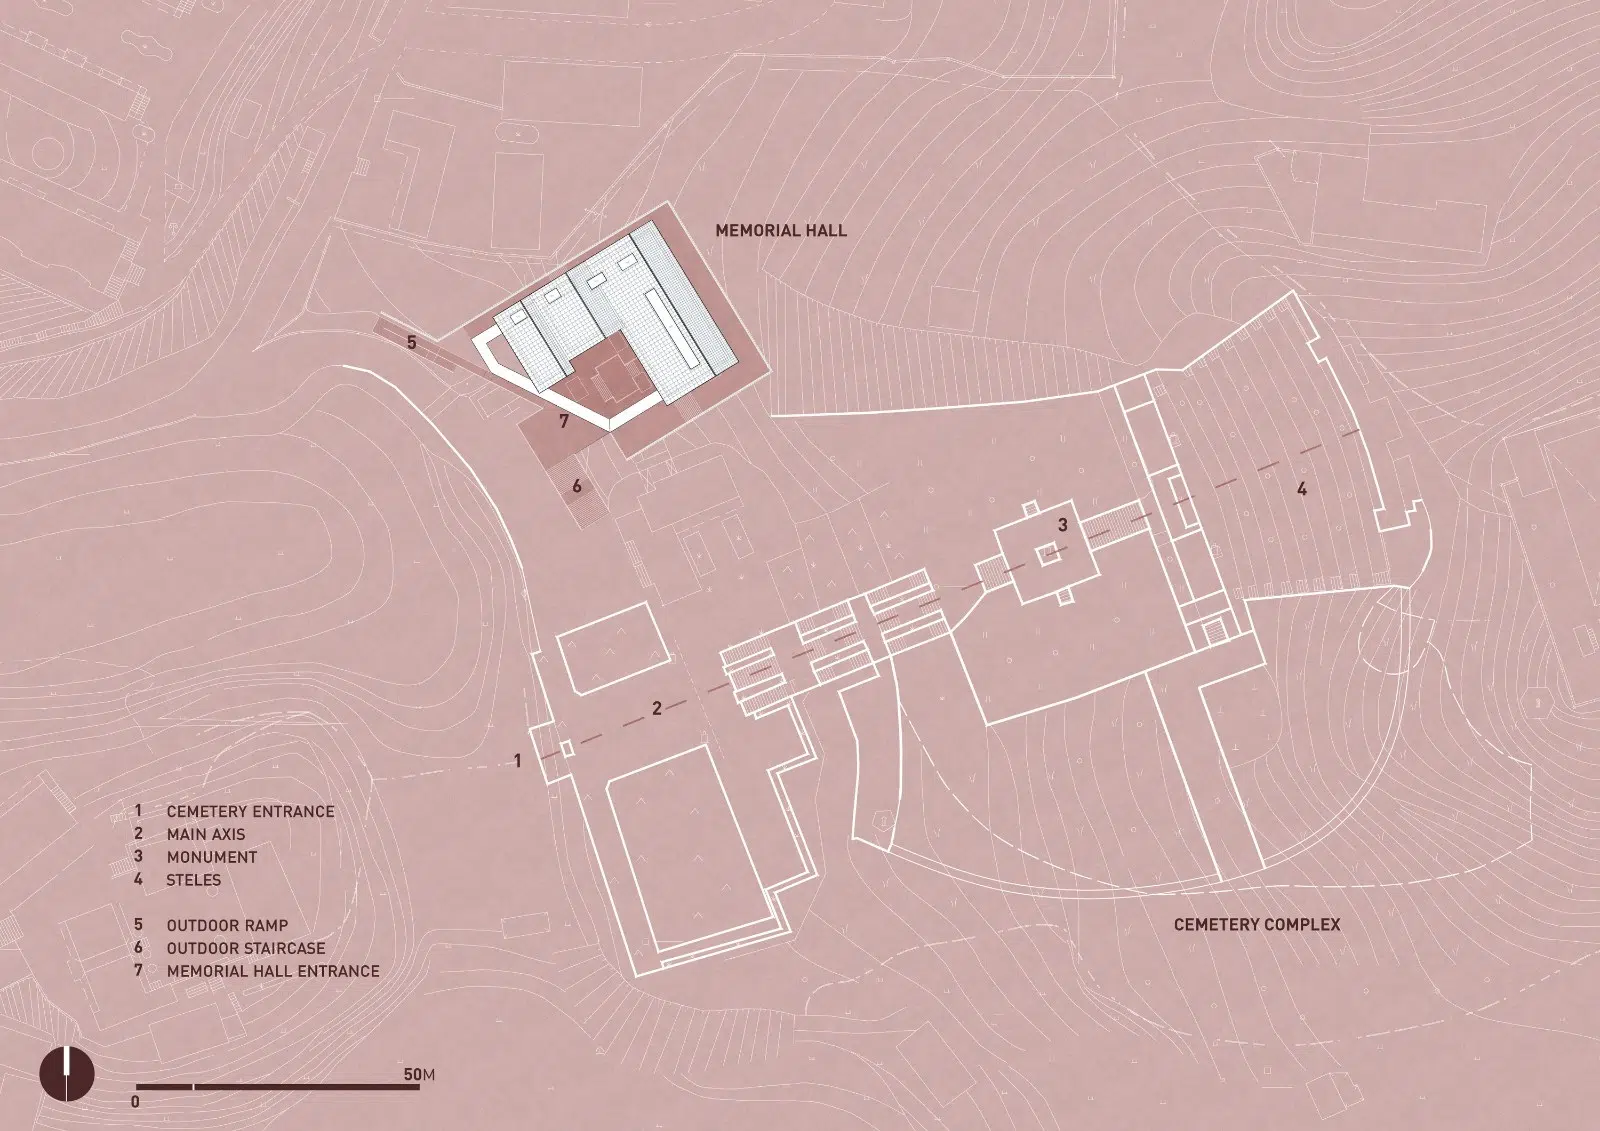 MEMORIAL HALL
5
7
6
4
3
2
1
1 CEMETERY ENTRANCE
2 MAIN AXIS
3 MONUMENT
4 STELES
5 OUTDOOR RAMP
6 OUTDOOR STAIRCASE
7 MEMORIAL HALL ENTRANCE
CEMETERY COMPLEX
50M
0